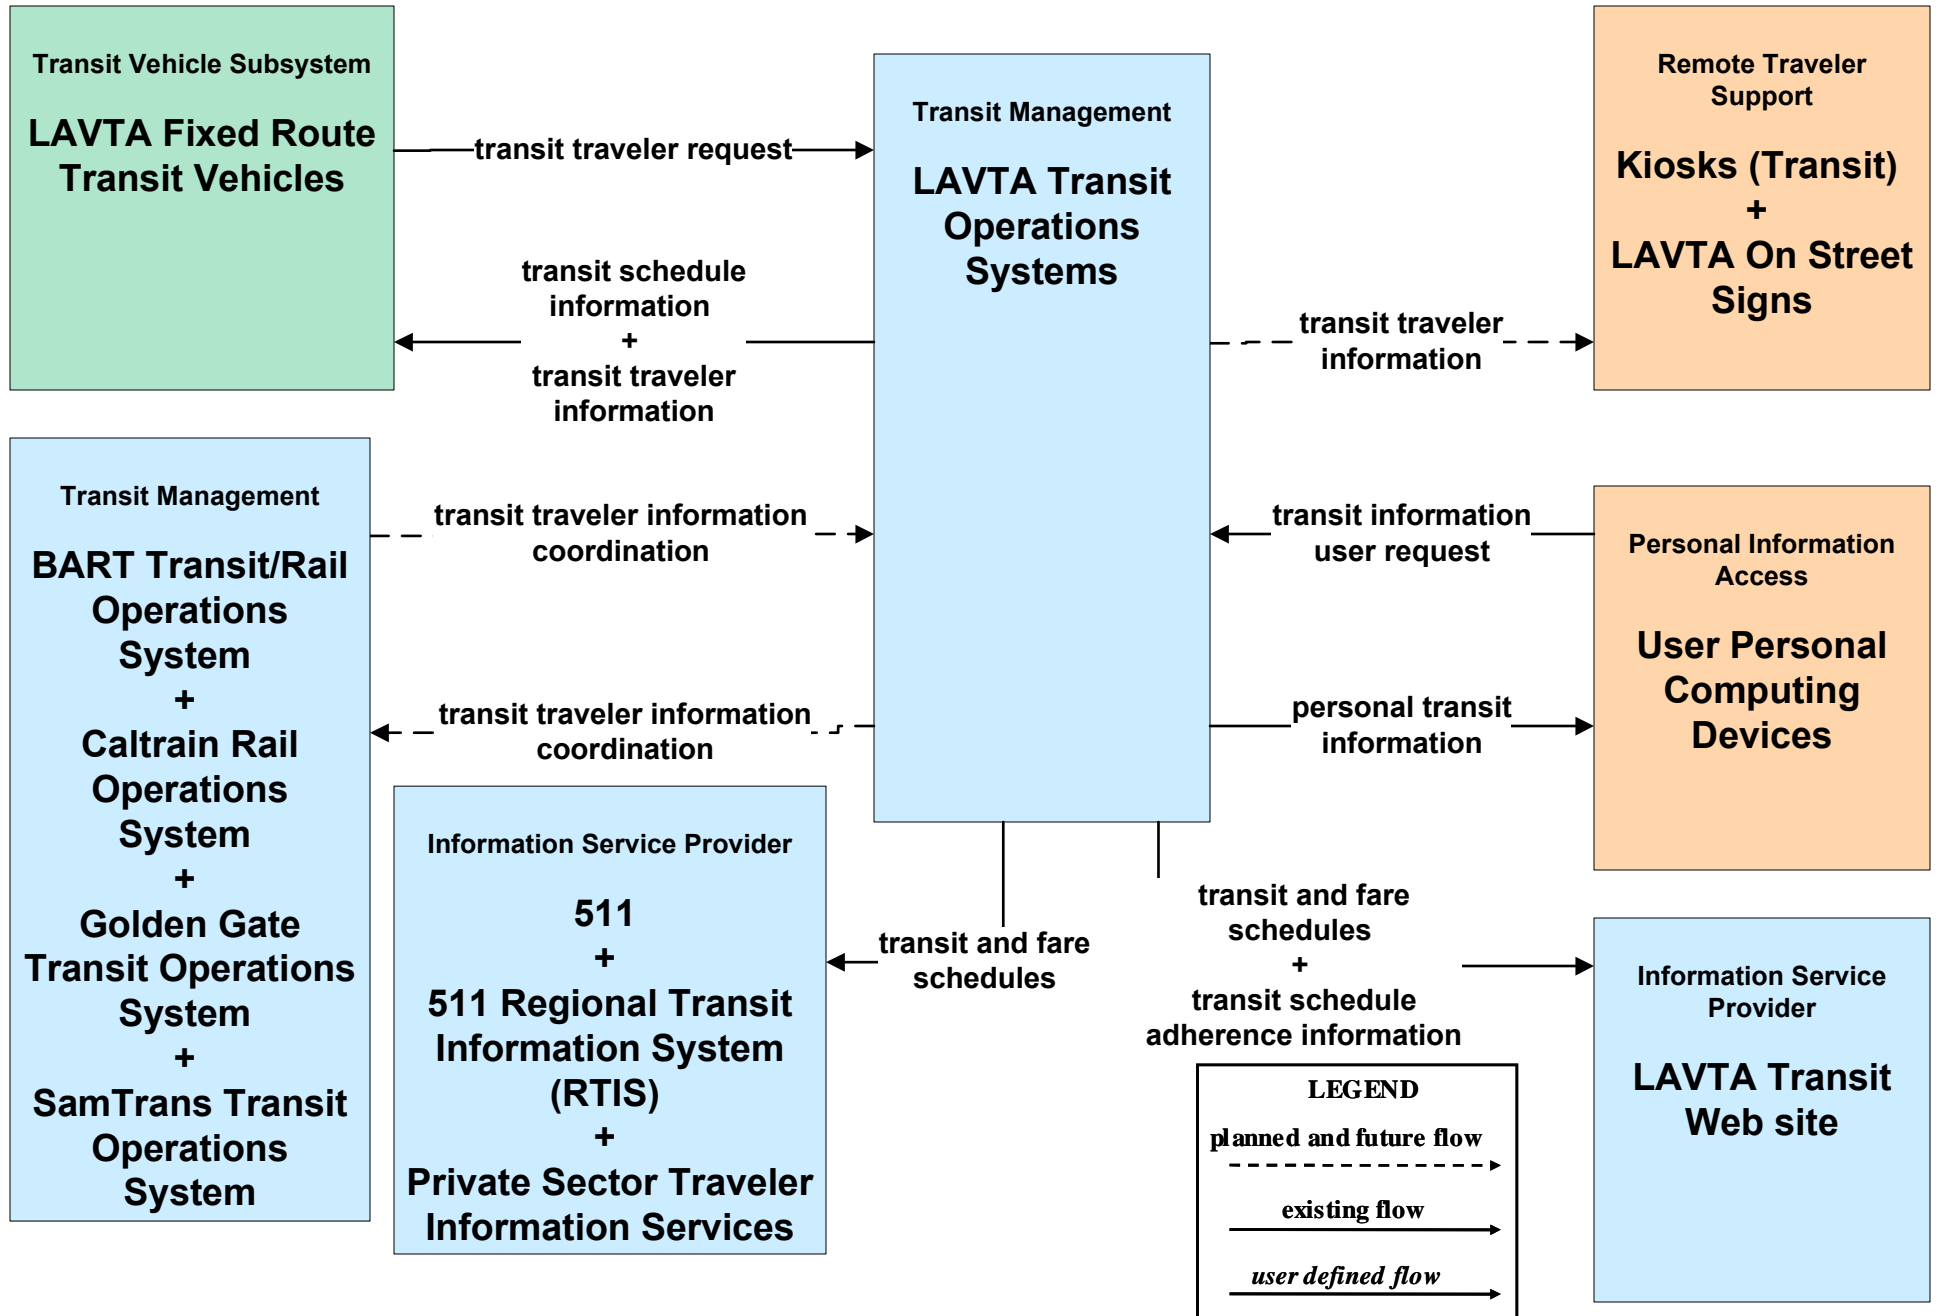 Transit Vehicle Subsystem
LAVTA Fixed Route
Transit Vehicles
transit traveler request
transit schedule
information
+
transit traveler
information
Transit Management
LAVTA Transit
Operations
Systems
Remote Traveler
Support
Kiosks (Transit)
+
LAVTA On Street
Signs
transit traveler
information
Transit Management
BART Transit/Rail
Operations
System
+
Caltrain Rail
Operations
System
+
Golden Gate
Transit Operations
System
+
SamTrans Transit
Operations
System
transit traveler information
coordination
transit traveler information
coordination
transit information
user request
personal transit
information
Personal Information
Access
User Personal
Computing
Devices
Information Service Provider
511
+
511 Regional Transit
Information System
(RTIS)
+
Private Sector Traveler
Information Services
transit and fare
schedules
transit and fare
schedules
+
transit schedule
adherence information
Information Service
Provider
LAVTA Transit
Web site
LEGEND
planned and future flow
existing flow
user defined flow